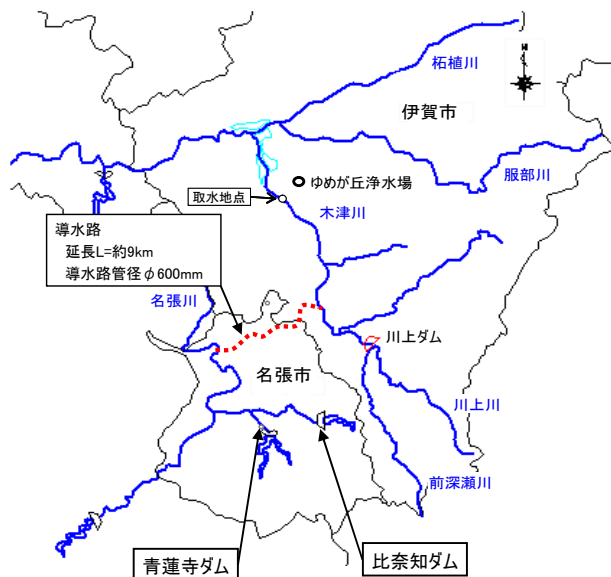 柘植川
N
伊賀市
ゆめが丘浄水場
服部川
取水地点
木津川
導水路
延長L=約9km
導水路管径φ600mm
名張川
川上ダム
名張市
川上川
前深瀬川
青蓮寺ダム
比奈知ダム